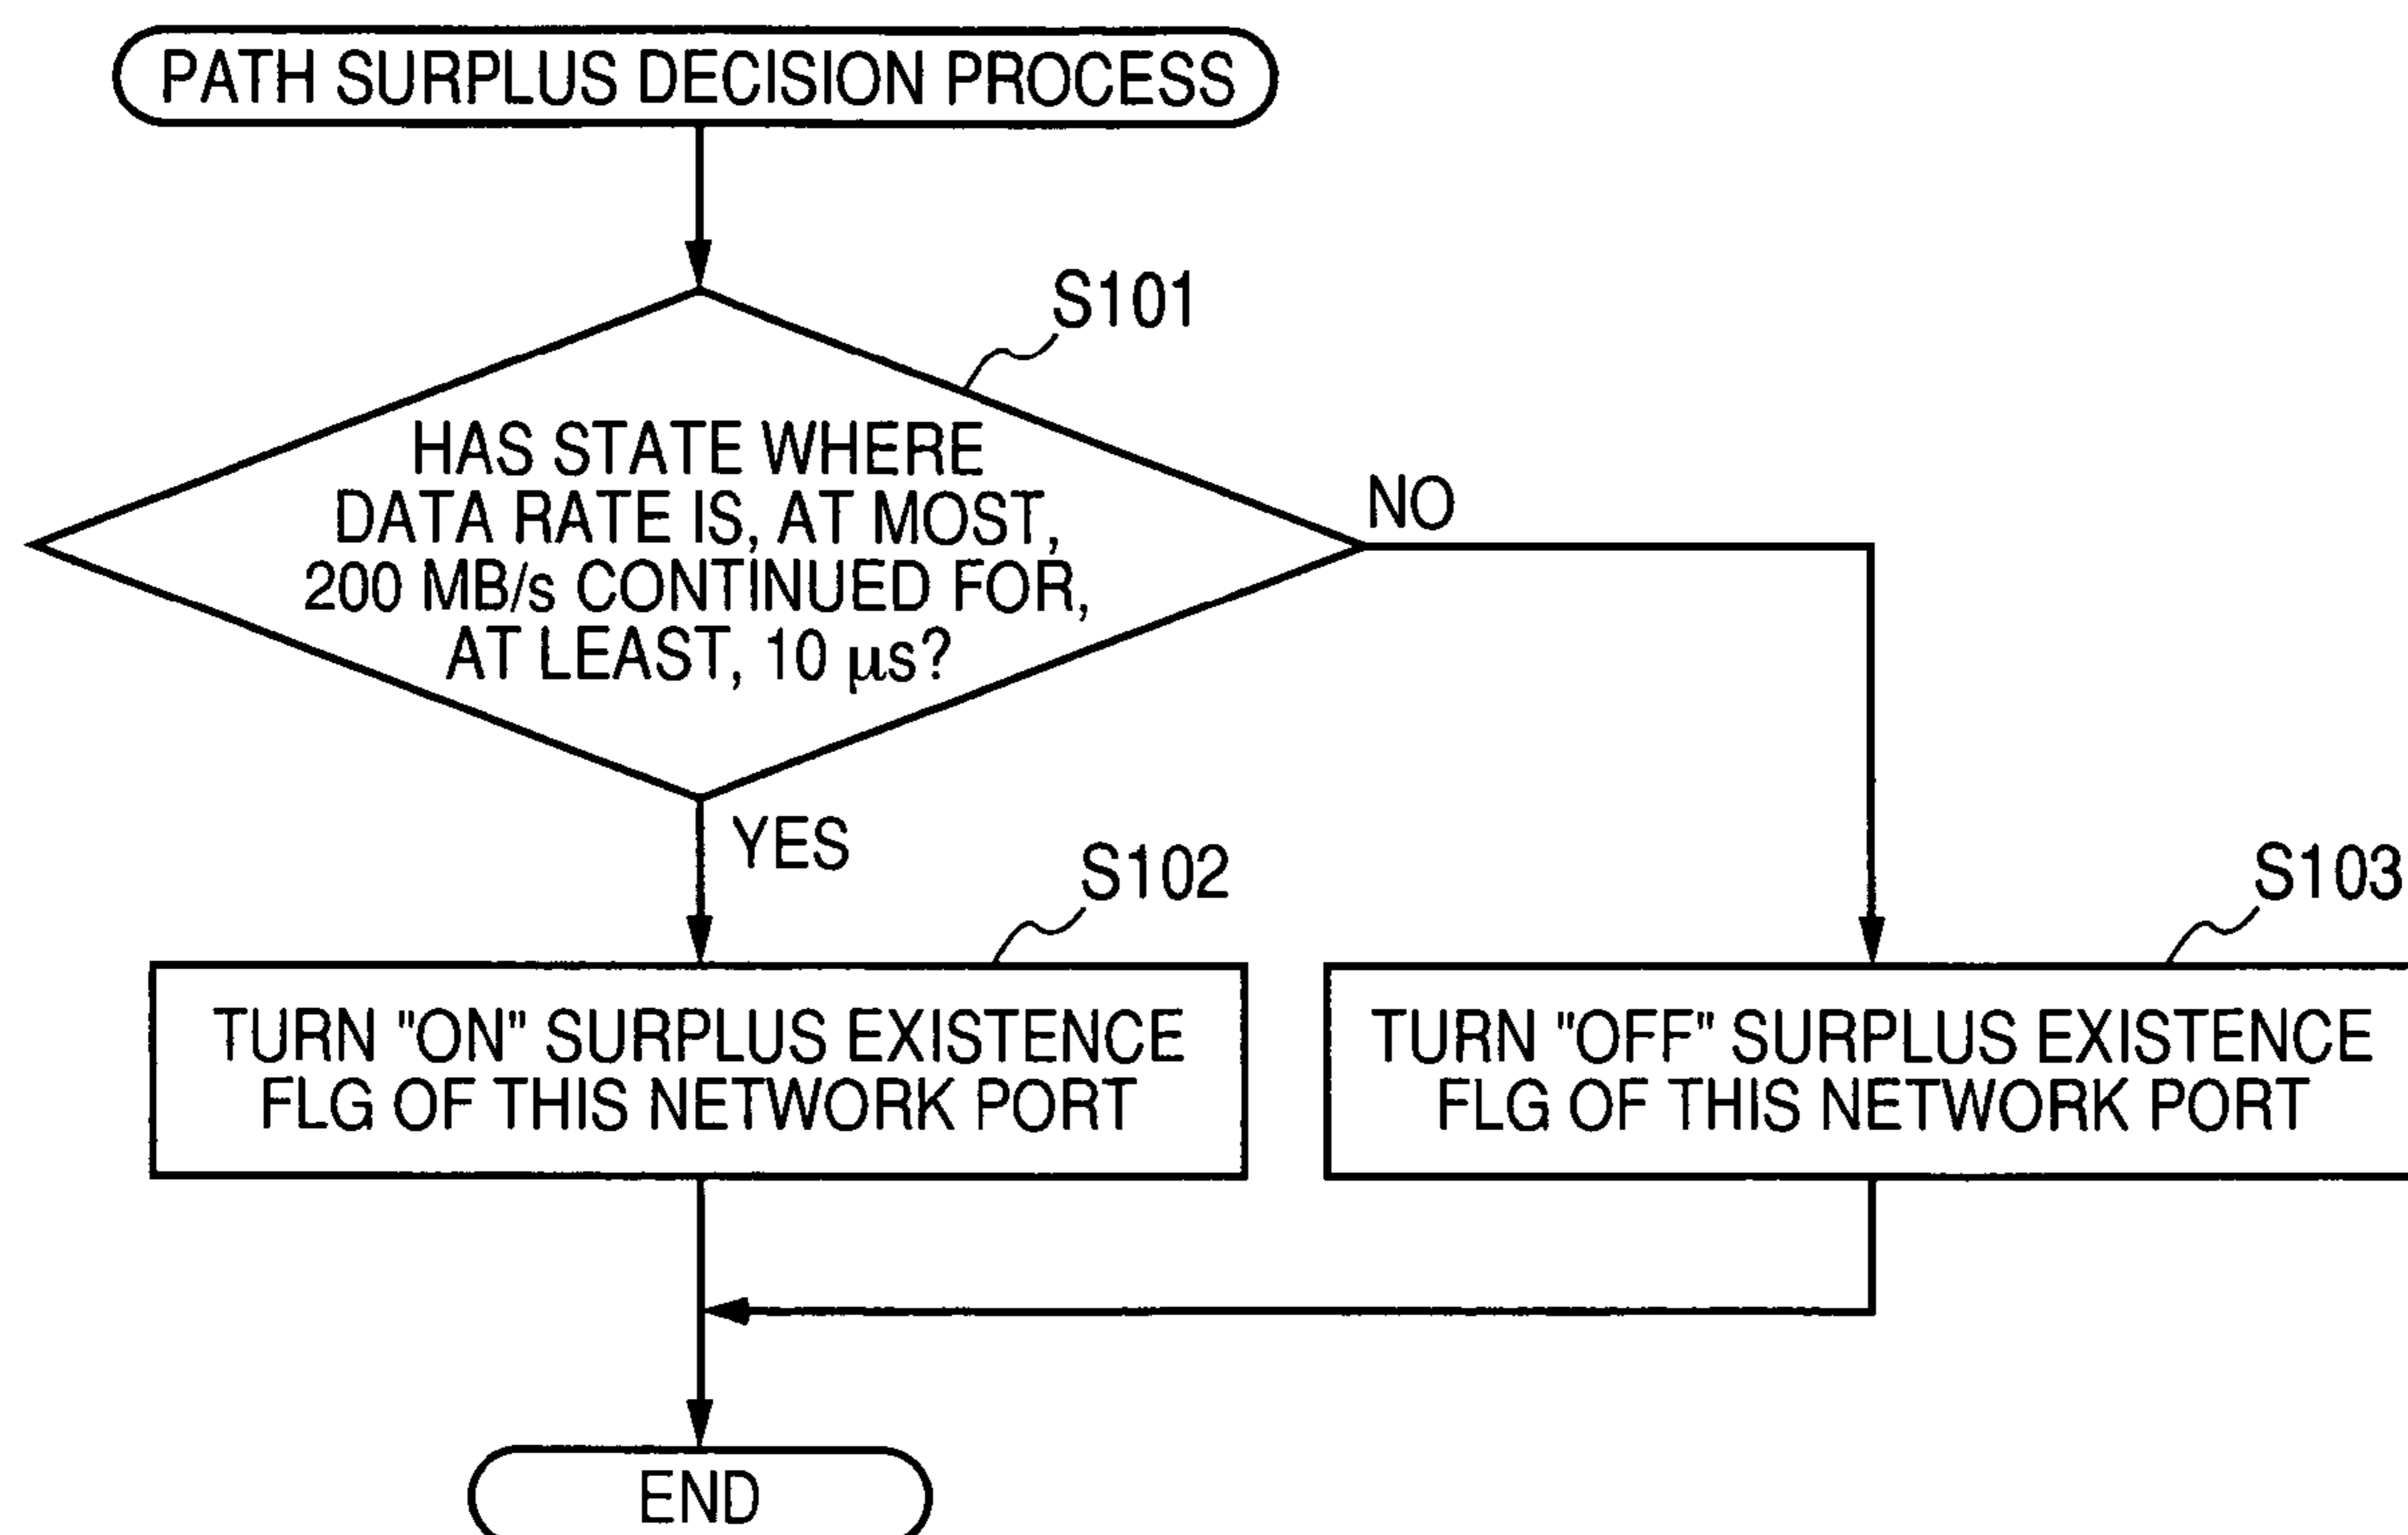 PATH SURPLUS DECISION PROCESS
S101
HAS STATE WHERE
DATA RATE IS, AT MOST,
200 MB/s CONTINUED FOR,
AT LEAST, 10 µs?
NO
YES
S102
S103
TURN "ON" SURPLUS EXISTENCE
FLG OF THIS NETWORK PORT
TURN "OFF" SURPLUS EXISTENCE
FLG OF THIS NETWORK PORT
END